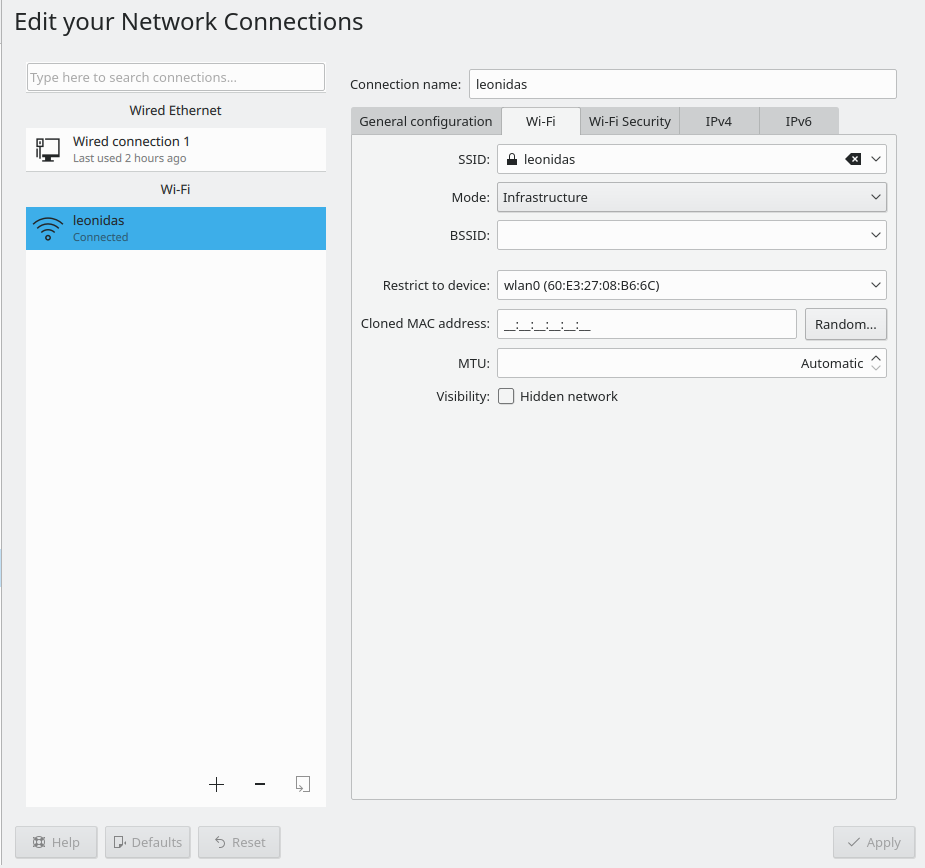 Edit your Network Connections
Type here to search connections...
Wired Ethernet
Wired connection 1
Last used 2 hours ago
Wi-Fi
leonidas
Connected
Connection name: leonidas
General configuration Wi-Fi Wi-Fi Security IPv4 IPv6
SSID: leonidas
Mode: Infrastructure
BSSID:
Restrict to device: wlan0 (60:E3:27:08:B6:6C)
Cloned MAC address: __:__:__:__:__:__ Random...
MTU: Automatic
Visibility: Hidden network
Help Defaults Reset Apply